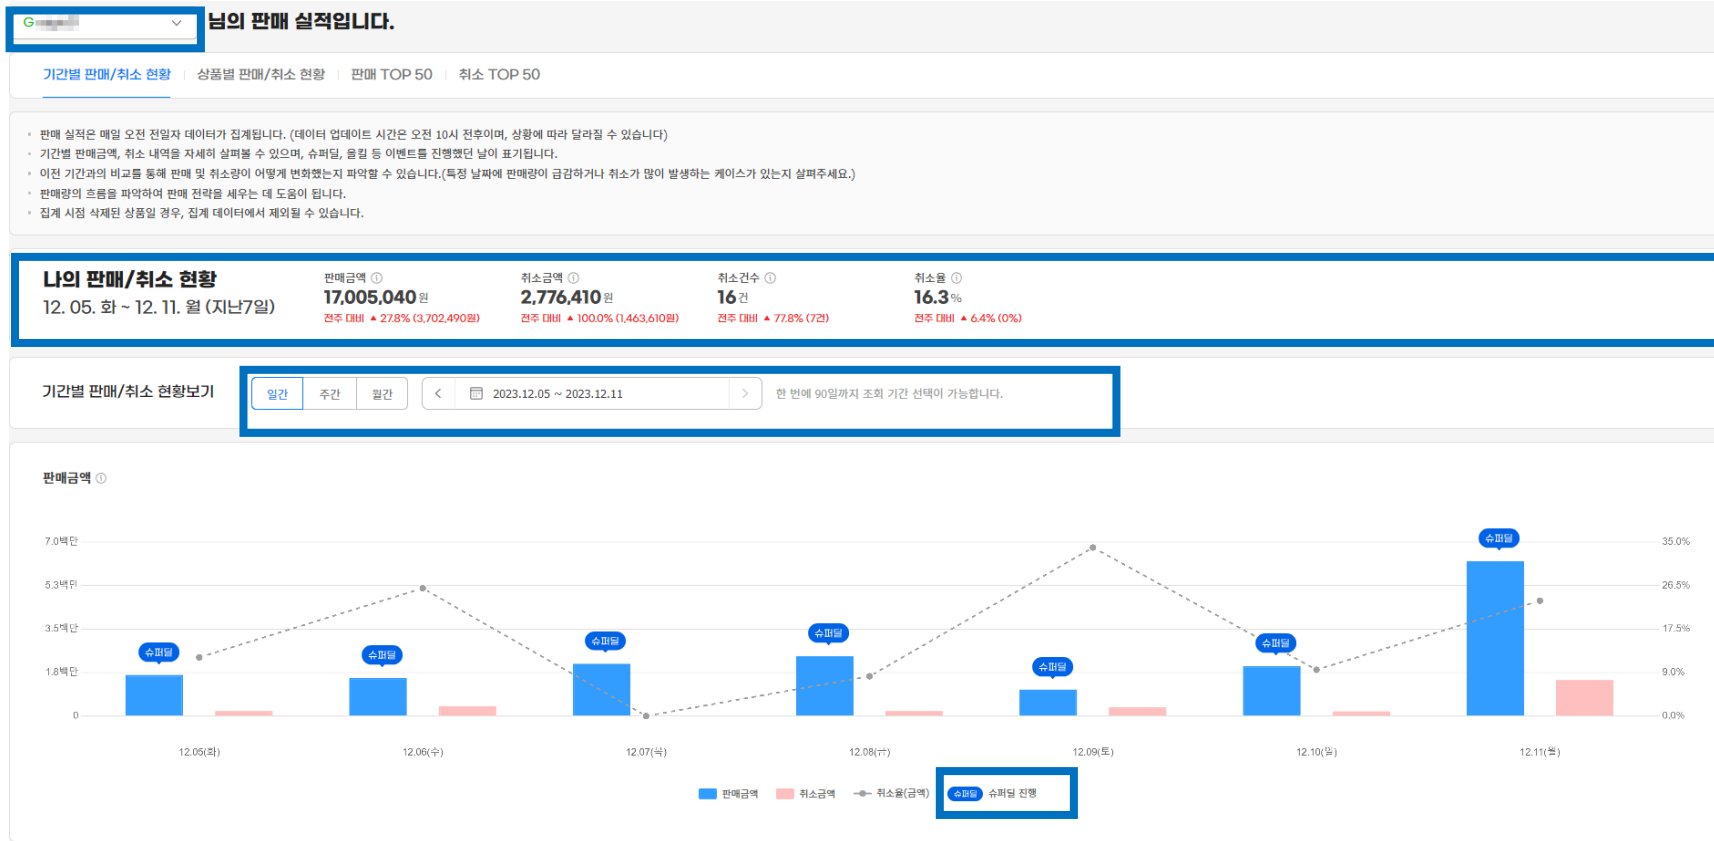 G
님의 판매 실적입니다.
기간별 판매/취소 현황
상품별 판매/취소 현황
판매 TOP 50
취소 TOP 50
판매 실적은 매일 오전 전일자 데이터가 집계됩니다. (데이터 업데이트 시간은 오전 10시 전후이며, 상황에 따라 달라질 수 있습니다)
기간별 판매금액, 취소 내역을 자세히 살펴볼 수 있으며, 슈퍼딜, 올킬 등 이벤트를 진행했던 날이 표기됩니다.
이전 기간과의 비교를 통해 판매 및 취소량이 어떻게 변화했는지 파악할 수 있습니다.(특정 날짜에 판매량이 급감하거나 취소가 많이 발생하는 케이스가 있는지 살펴주세요.)
판매량의 흐름을 파악하여 판매 전략을 세우는 데 도움이 됩니다.
집계 시점 삭제된 상품일 경우, 집계 데이터에서 제외될 수 있습니다.
나의 판매/취소 현황
12. 05. 화 ~ 12. 11. 월 (지난7일)
판매금액
17,005,040 원
전주 대비 ▲ 27.8% (3,702,490원)
취소금액
2,776,410 원
전주 대비 ▲ 100.0% (1,463,610원)
취소건수
16 건
전주 대비 ▲ 77.8% (7건)
취소율
16.3 %
전주 대비 ▲ 6.4% (0%)
기간별 판매/취소 현황보기
일간 주간 월간
2023.12.05 ~ 2023.12.11
한 번에 90일까지 조회 기간 선택이 가능합니다.
판매금액
7.0백만
5.3백만
3.5백만
1.8백만
0
35.0%
26.5%
17.5%
9.0%
0.0%
슈퍼딜
슈퍼딜
슈퍼딜
슈퍼딜
슈퍼딜
슈퍼딜
슈퍼딜
12.05(화)
12.06(수)
12.07(목)
12.08(금)
12.09(토)
12.10(일)
12.11(월)
판매금액
취소금액
취소율(금액)
슈퍼딜 슈퍼딜 진행